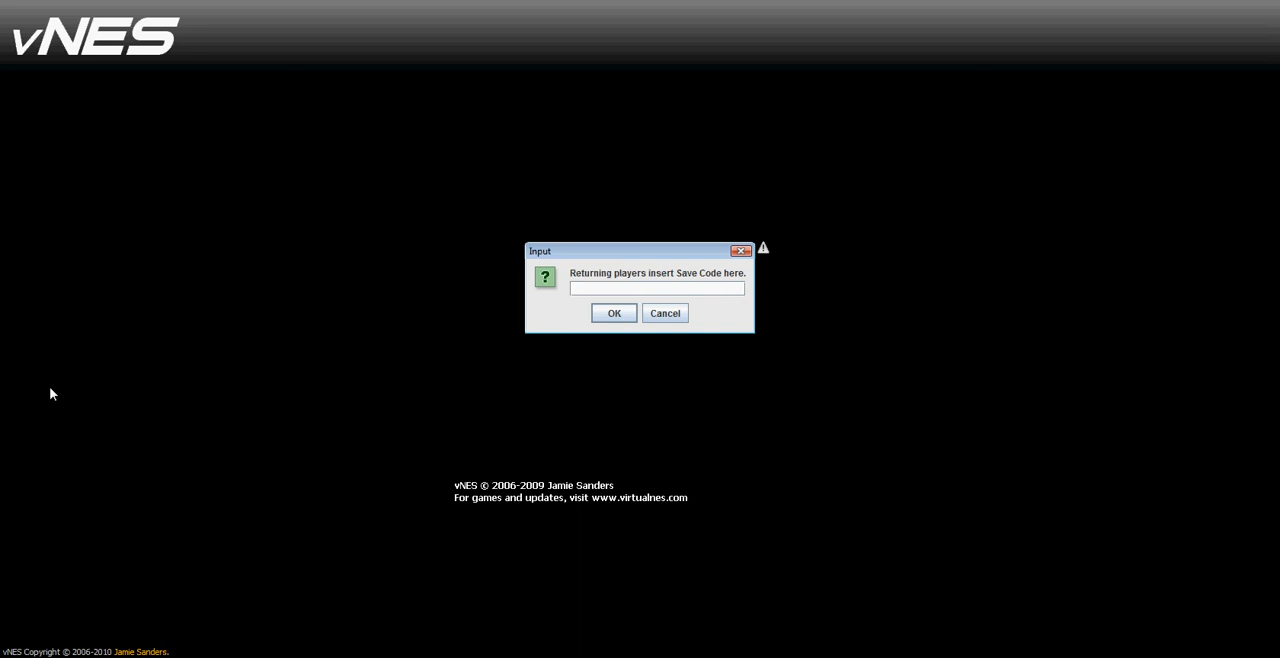 vNES
Input
?
Returning players insert Save Code here.
OK
Cancel
vNES © 2006-2009 Jamie Sanders
For games and updates, visit www.virtualnes.com
vNES Copyright © 2006-2010 Jamie Sanders.